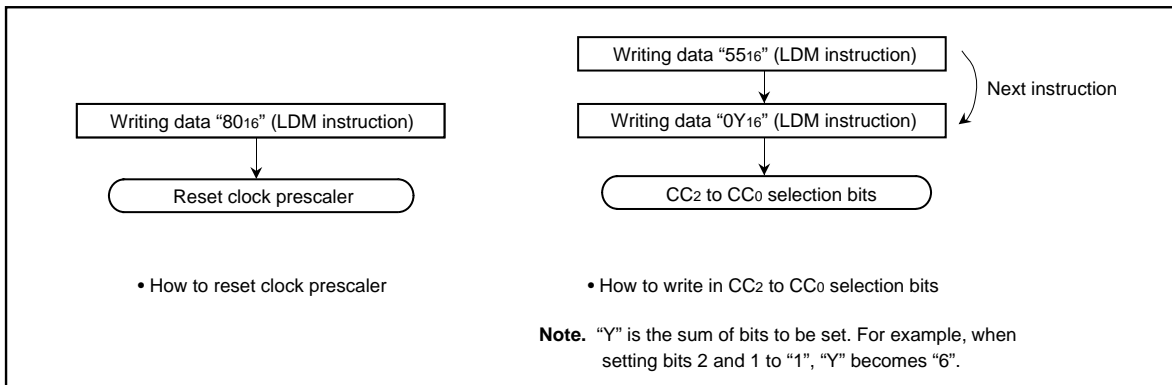 Writing data “80₁₆” (LDM instruction)
Reset clock prescaler
• How to reset clock prescaler
Writing data “55₁₆” (LDM instruction)
Next instruction
Writing data “0Y₁₆” (LDM instruction)
CC₂ to CC₀ selection bits
• How to write in CC₂ to CC₀ selection bits
Note. “Y” is the sum of bits to be set. For example, when
setting bits 2 and 1 to “1”, “Y” becomes “6”.